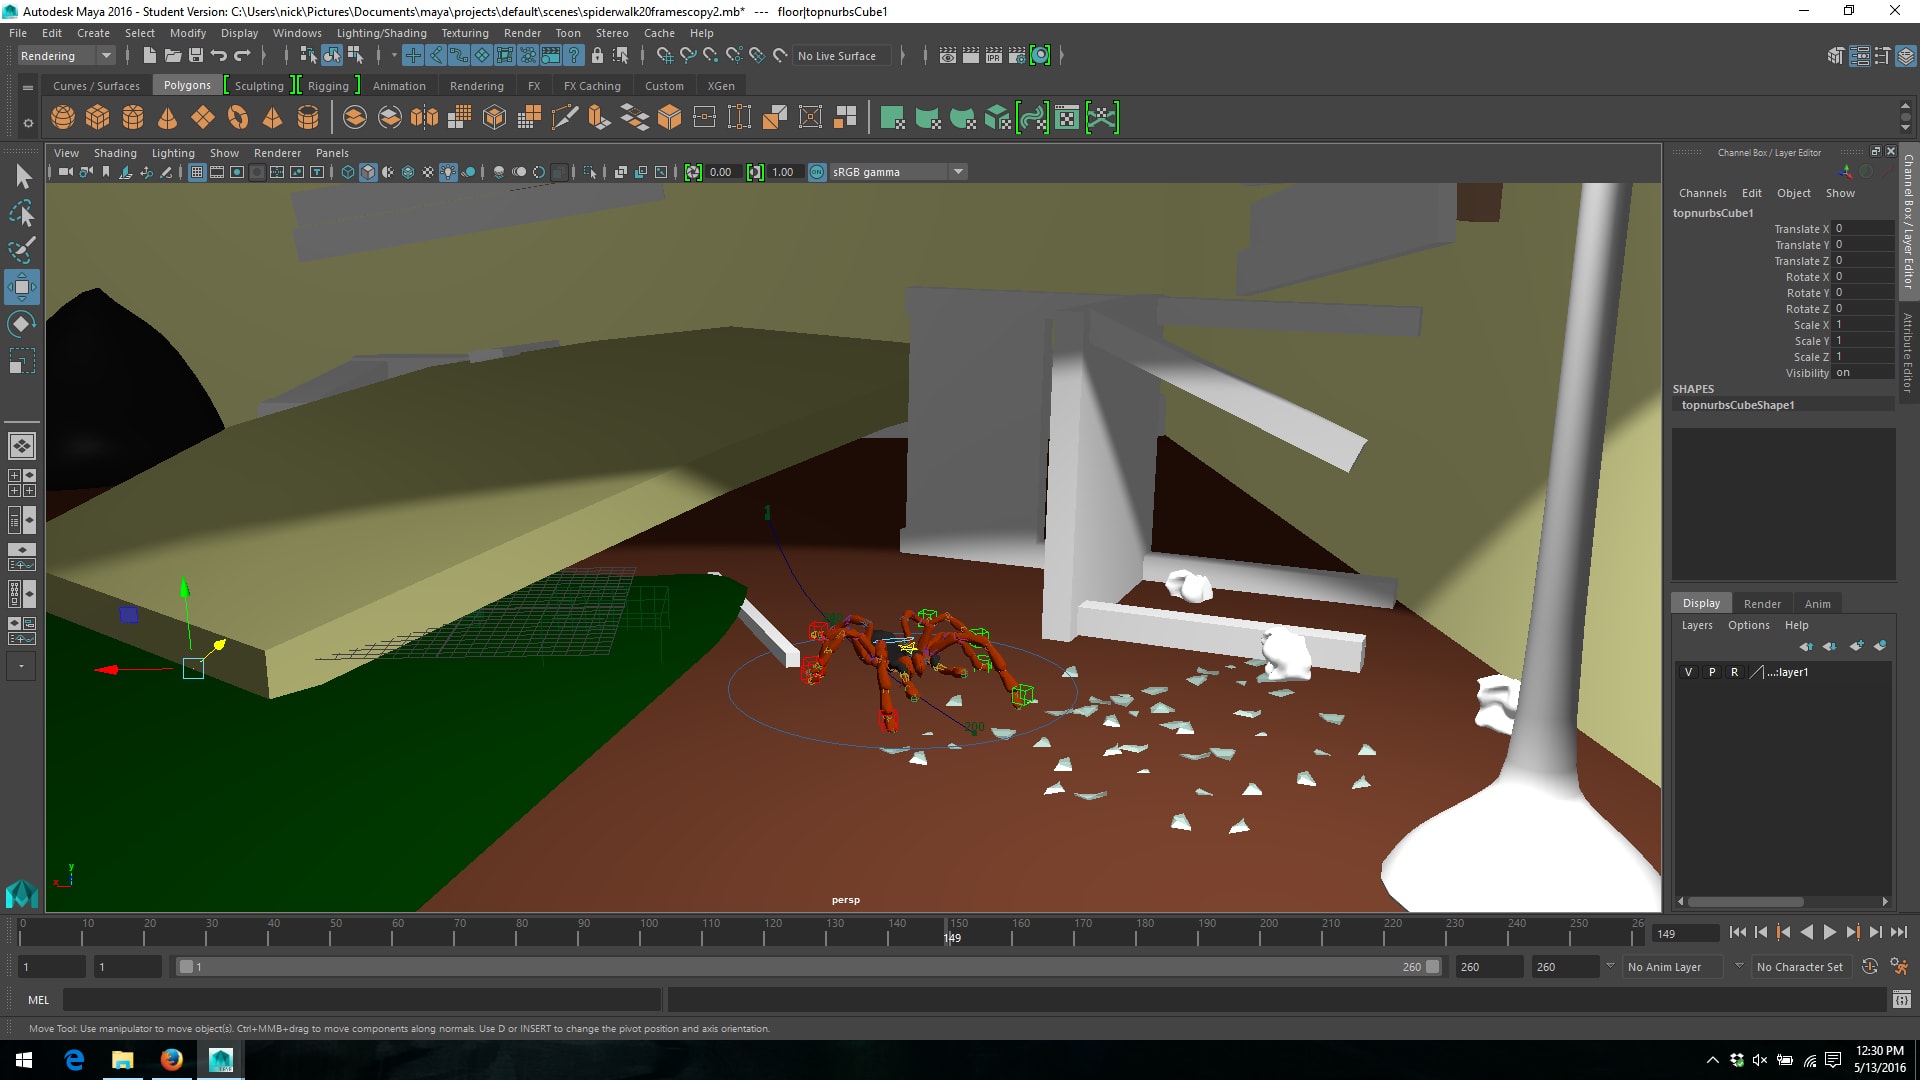 Autodesk Maya 2016 - Student Version: C:\Users\nick\Pictures\Documents\maya\projects\default\scenes\spiderwalk20framescopy2.mb* --- floor|topnurbsCube1
File Edit Create Select Modify Display Windows Lighting/Shading Texturing Render Toon Stereo Cache Help
Rendering No Live Surface
Curves / Surfaces Polygons Sculpting Rigging Animation Rendering FX FX Caching Custom XGen
View Shading Lighting Show Renderer Panels
0.00 1.00 sRGB gamma
Channel Box / Layer Editor
Channels Edit Object Show
topnurbsCube1
Translate X 0
Translate Y 0
Translate Z 0
Rotate X 0
Rotate Y 0
Rotate Z 0
Scale X 1
Scale Y 1
Scale Z 1
Visibility on
SHAPES
topnurbsCubeShape1
Channel Box / Layer Editor
Attribute Editor
Display Render Anim
Layers Options Help
V P R ...:layer1
1
200
y
x
persp
0 10 20 30 40 50 60 70 80 90 100 110 120 130 140 150 160 170 180 190 200 210 220 230 240 250 26
149
149
1 1 1 260 260 260 No Anim Layer No Character Set
MEL
Move Tool: Use manipulator to move object(s). Ctrl+MMB+drag to move components along normals. Use D or INSERT to change the pivot position and axis orientation.
12:30 PM
5/13/2016